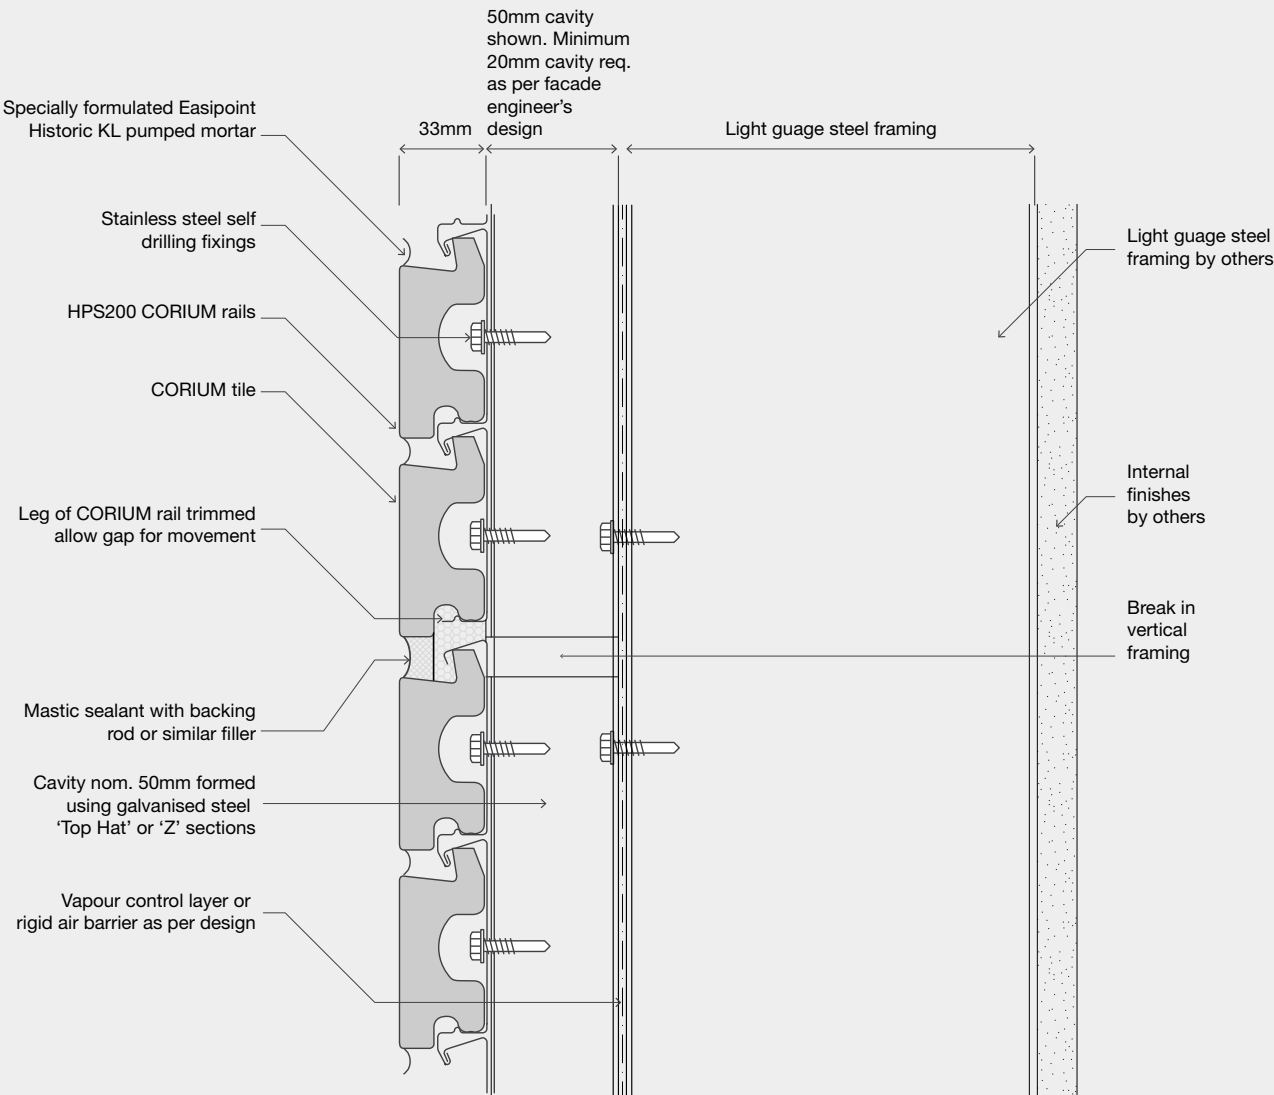 50mm cavity
shown. Minimum
20mm cavity req.
as per facade
engineer’s
design
33mm
Light guage steel framing
Specially formulated Easipoint
Historic KL pumped mortar
Stainless steel self
drilling fixings
HPS200 CORIUM rails
CORIUM tile
Leg of CORIUM rail trimmed
allow gap for movement
Mastic sealant with backing
rod or similar filler
Cavity nom. 50mm formed
using galvanised steel
‘Top Hat’ or ‘Z’ sections
Vapour control layer or
rigid air barrier as per design
Light guage steel
framing by others
Internal
finishes
by others
Break in
vertical
framing